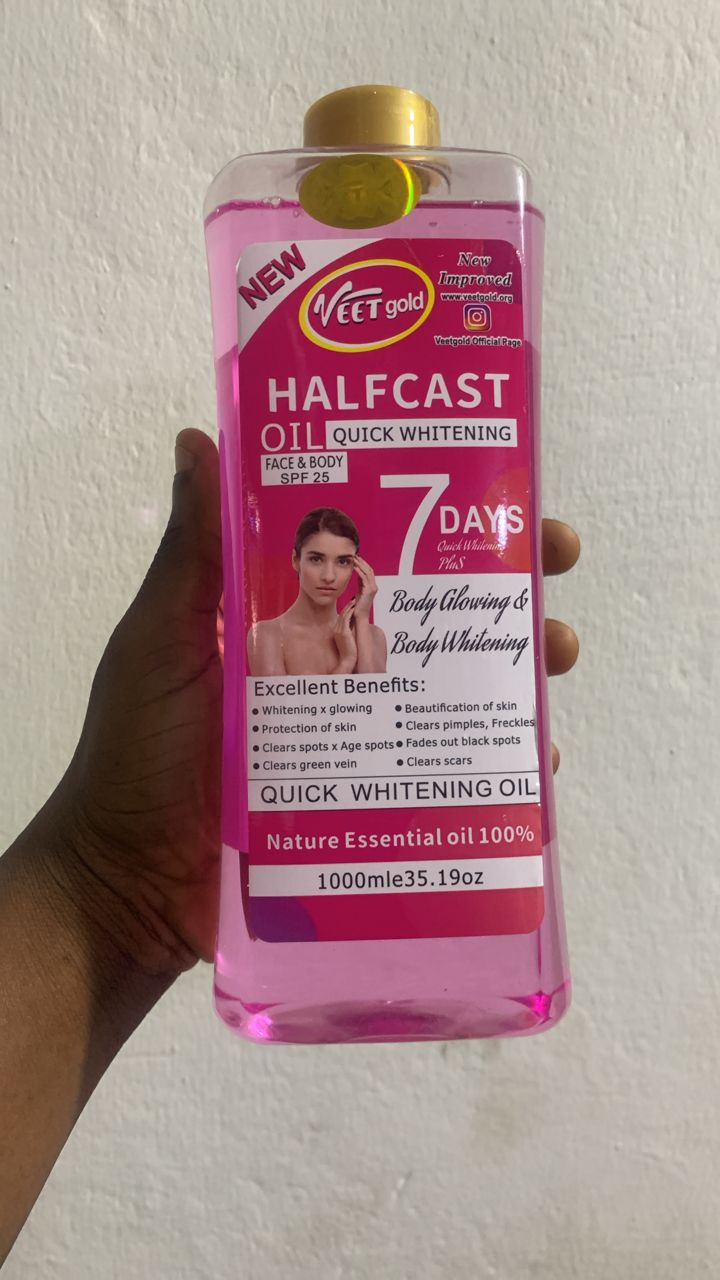 NEW
VEET gold
New
Improved
www.veetgold.org
Veetgold Official Page
HALFCAST
OIL QUICK WHITENING
FACE & BODY
SPF 25
7 DAYS
Quick Whitening
PluS
Body Glowing &
Body Whitening
Excellent Benefits:
• Whitening x glowing
• Protection of skin
• Clears spots x Age spots
• Clears green vein
• Beautification of skin
• Clears pimples, Freckles
• Fades out black spots
• Clears scars
QUICK WHITENING OIL
Nature Essential oil 100%
1000mle35.19oz